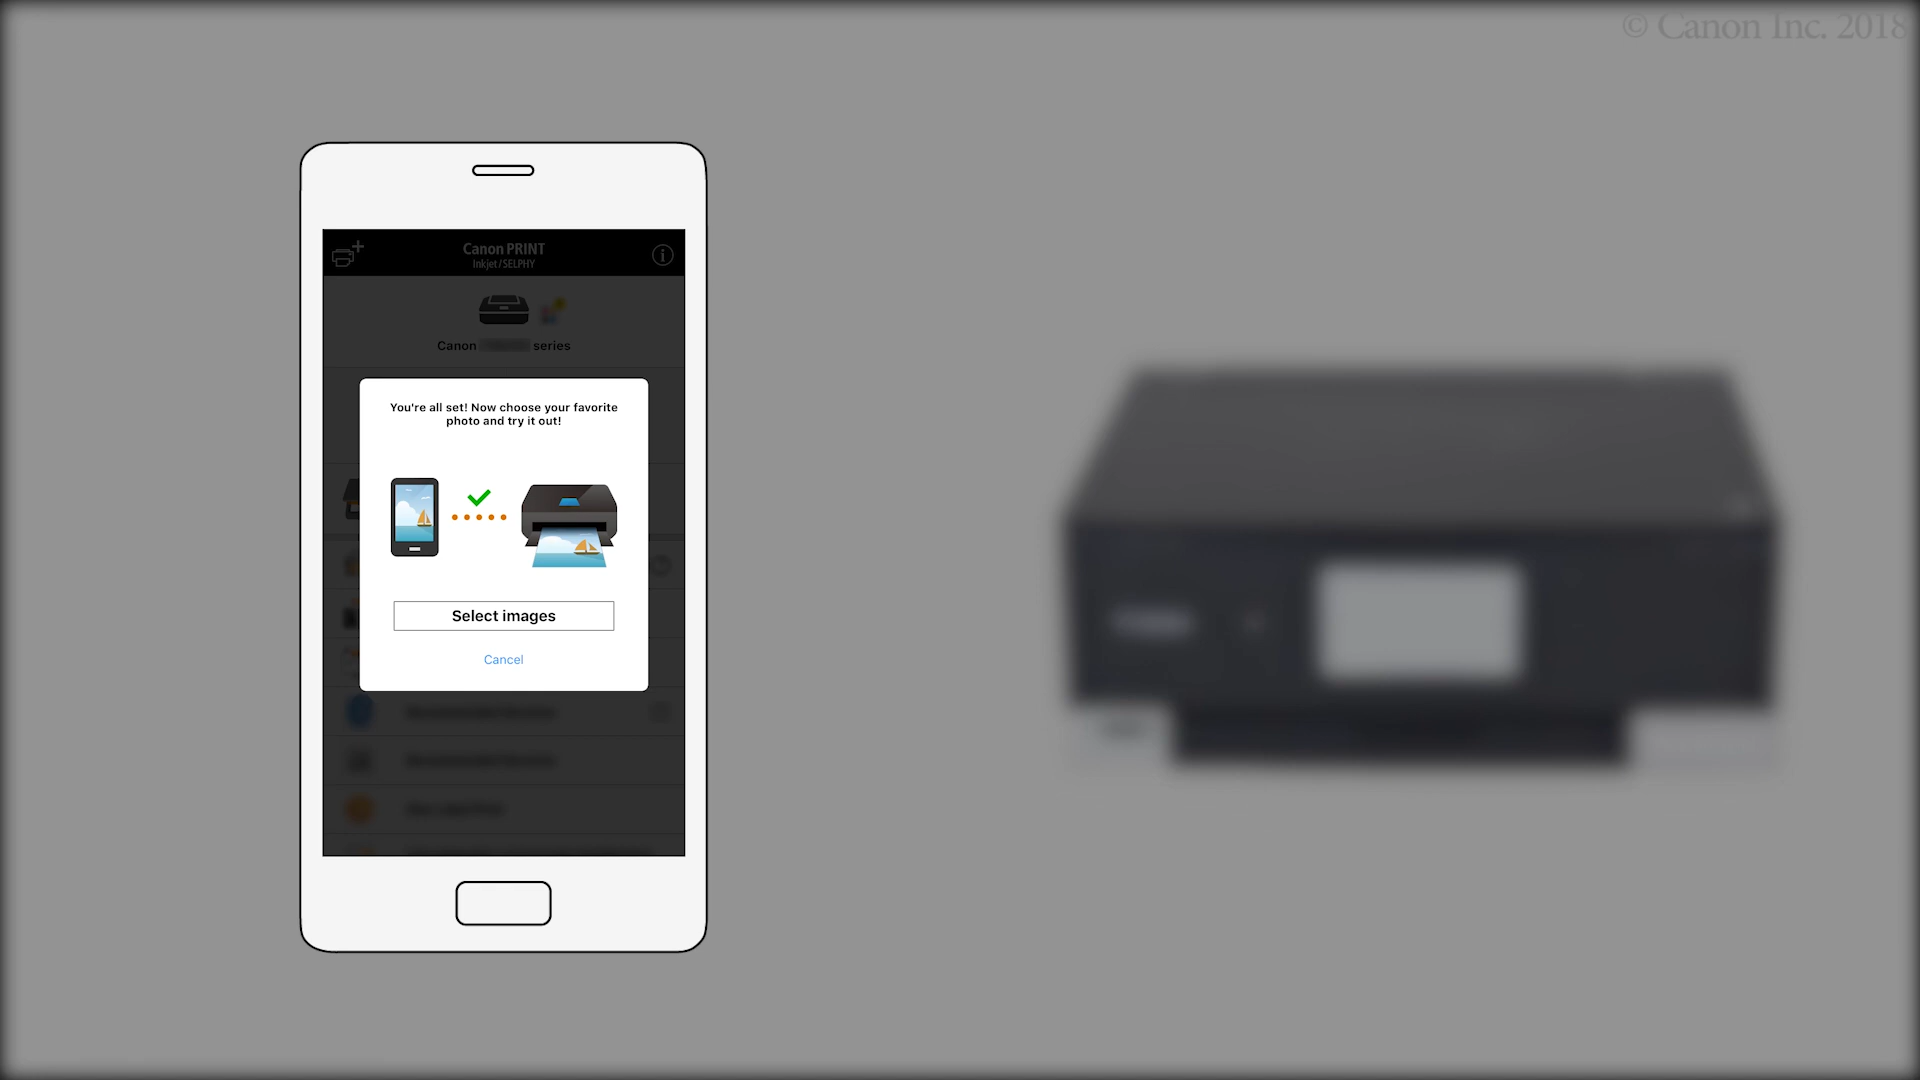 © Canon Inc. 2018
Canon PRINT
Inkjet/SELPHY
Canon series
You're all set! Now choose your favorite
photo and try it out!
Select images
Cancel